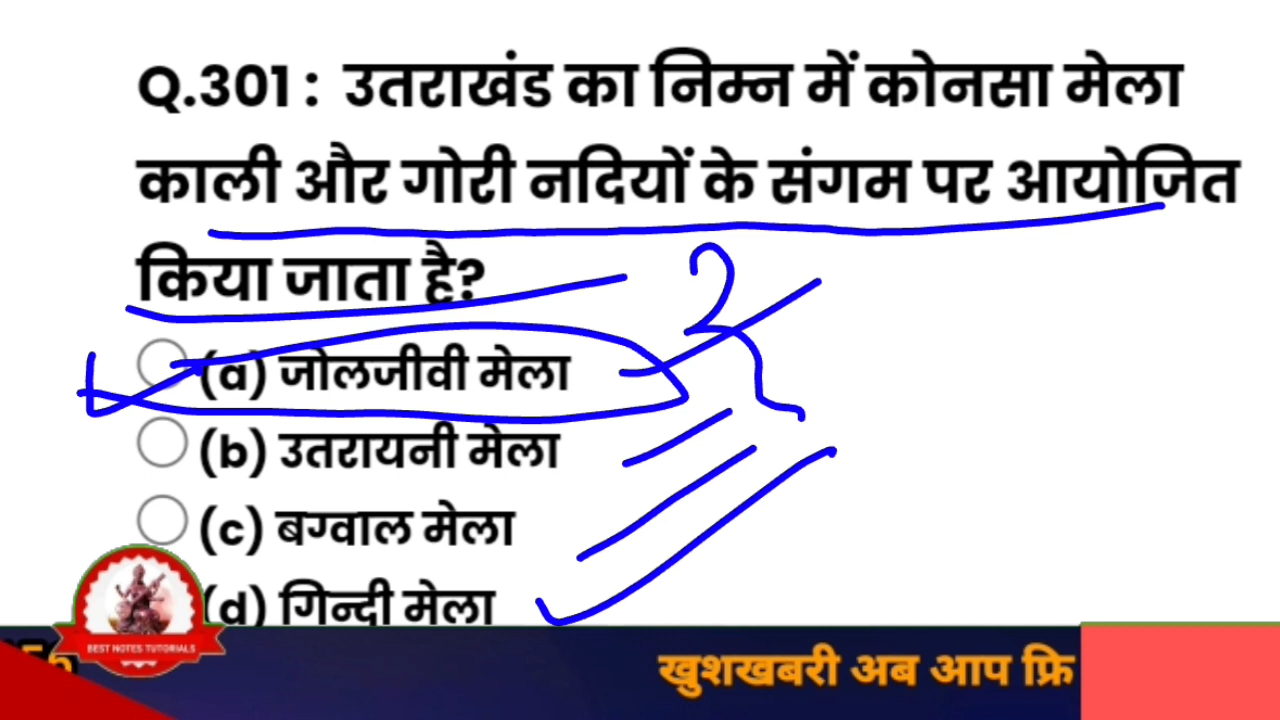 Q.301 : उतराखंड का निम्न में कोनसा मेला
काली और गोरी नदियों के संगम पर आयोजित
किया जाता है?
(a) जोलजीवी मेला
(b) उतरायनी मेला
(c) बग्वाल मेला
(d) गिन्दी मेला
BEST NOTES TUTORIALS
खुशखबरी अब आप फ्रि